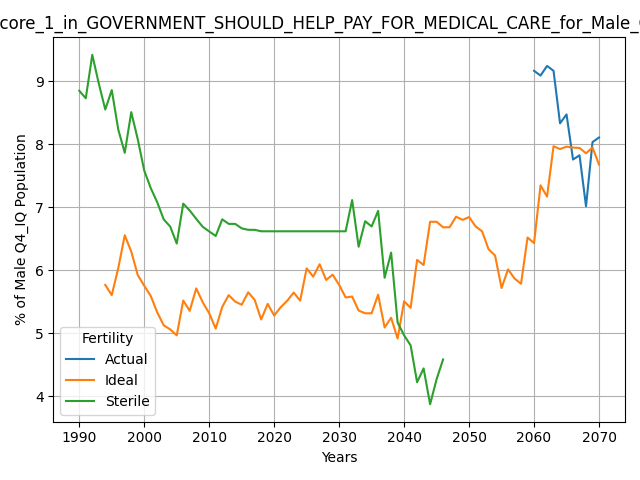 core_1_in_GOVERNMENT_SHOULD_HELP_PAY_FOR_MEDICAL_CARE_for_Male_
9
8
7
6
5
4
% of Male Q4_IQ Population
Fertility
Actual
Ideal
Sterile
1990 2000 2010 2020 2030 2040 2050 2060 2070
Years